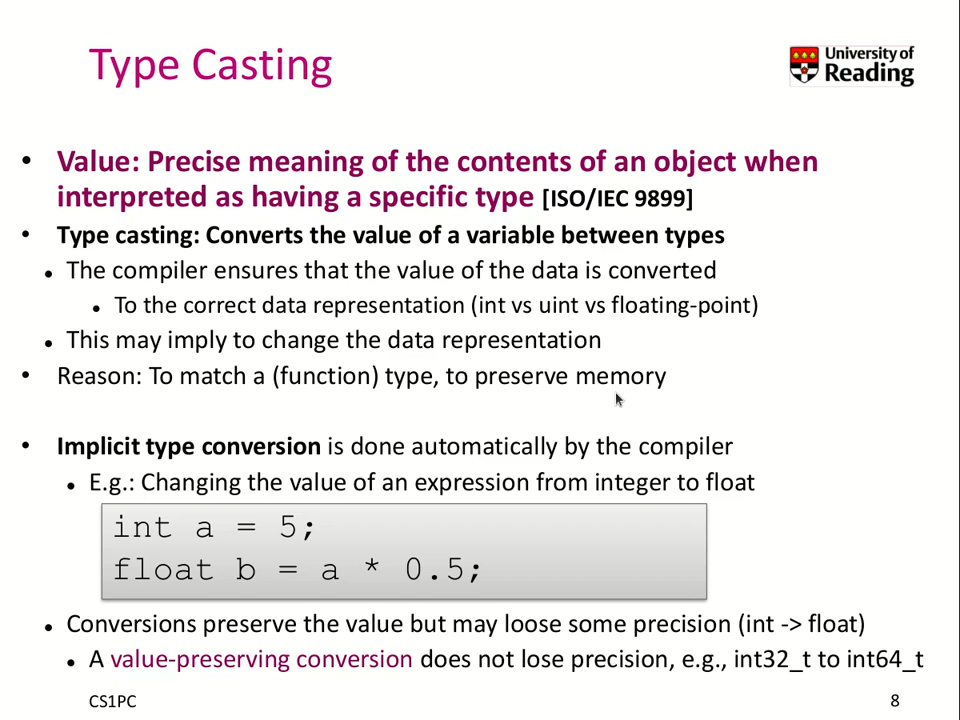 Type Casting
University of
Reading
• Value: Precise meaning of the contents of an object when
interpreted as having a specific type [ISO/IEC 9899]
• Type casting: Converts the value of a variable between types
• The compiler ensures that the value of the data is converted
• To the correct data representation (int vs uint vs floating-point)
• This may imply to change the data representation
• Reason: To match a (function) type, to preserve memory
• Implicit type conversion is done automatically by the compiler
• E.g.: Changing the value of an expression from integer to float
int a = 5;
float b = a * 0.5;
• Conversions preserve the value but may loose some precision (int -> float)
• A value-preserving conversion does not lose precision, e.g., int32_t to int64_t
CS1PC
8